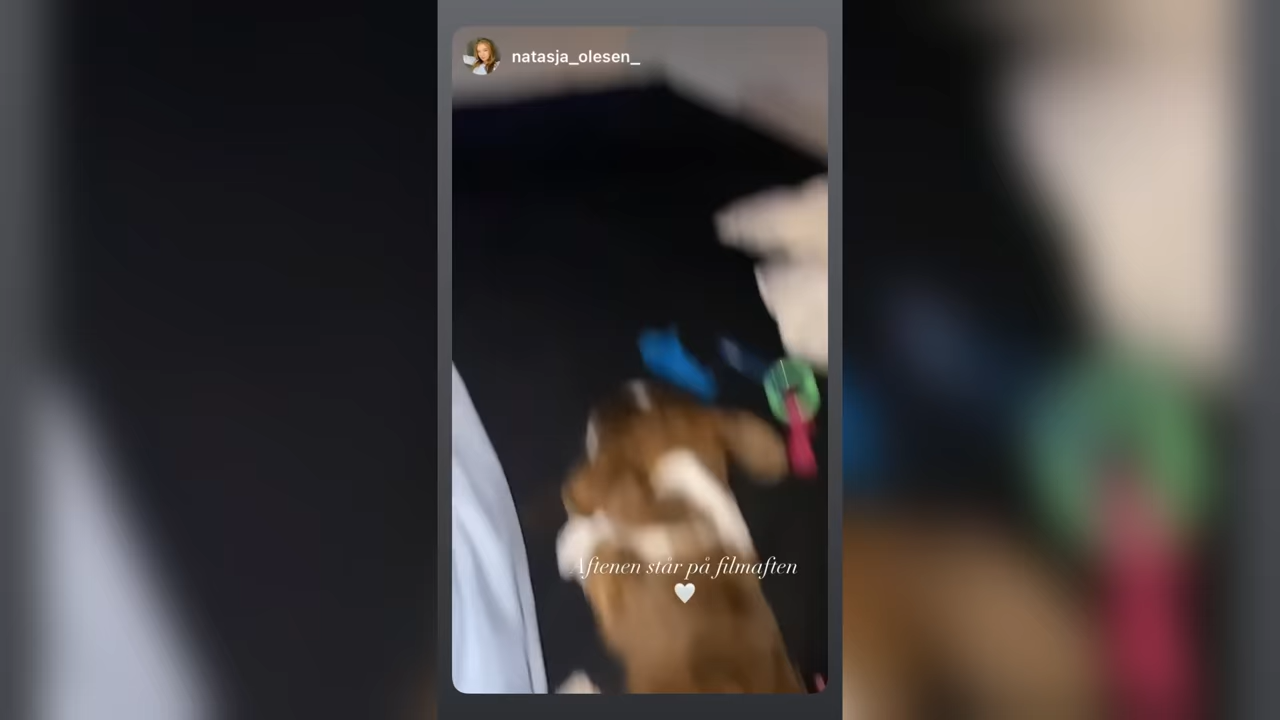 natasja_olesen_
Aftenen står på filmaften
🤍